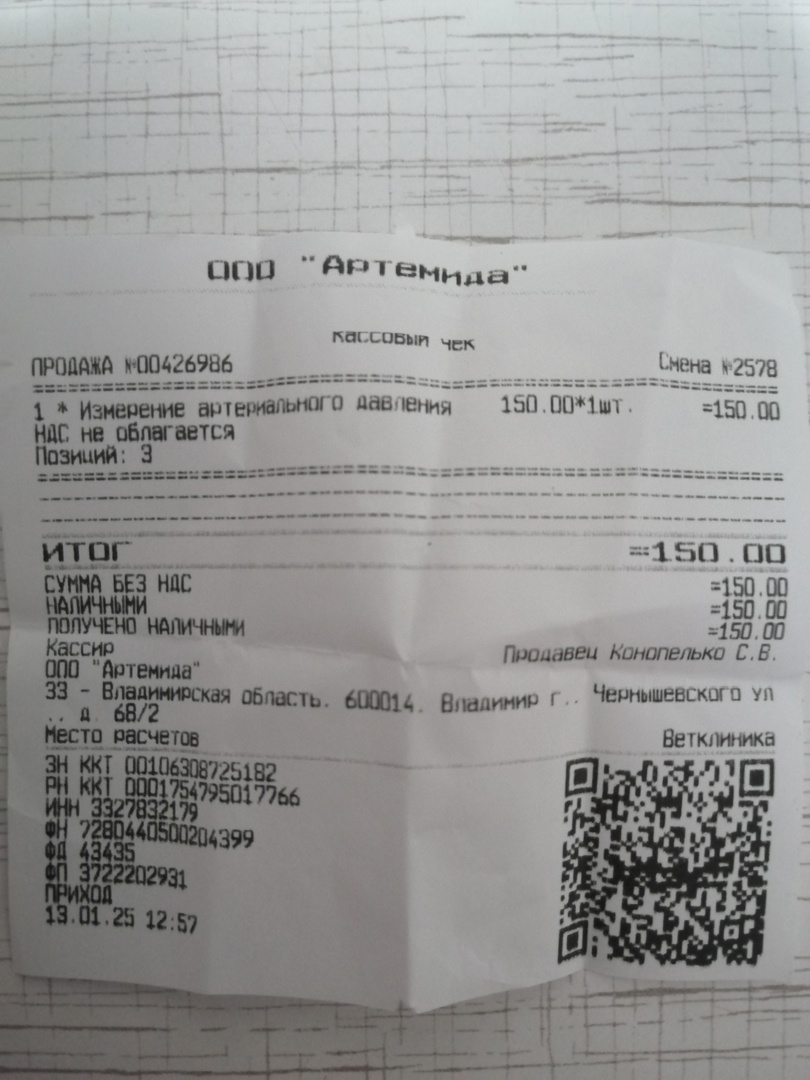 ООО "Артемида"
Кассовый чек
ПРОДАЖА №00426986 Смена №2578
1 * Измерение артериального давления 150.00*1шт. =150.00
НДС не облагается
Позиций: 3
ИТОГ =150.00
СУММА БЕЗ НДС =150.00
НАЛИЧНЫМИ =150.00
ПОЛУЧЕНО НАЛИЧНЫМИ =150.00
Кассир Продавец Конопелько С.В.
ООО "Артемида"
33 - Владимирская область. 600014. Владимир г.. Чернышевского ул
.. д. 68/2
Место расчетов Ветклиника
ЗН ККТ 00106308725182
РН ККТ 0001754795017766
ИНН 3327832179
ФН 7280440500204399
ФД 43435
ФП 3722202931
ПРИХОД
13.01.25 12:57